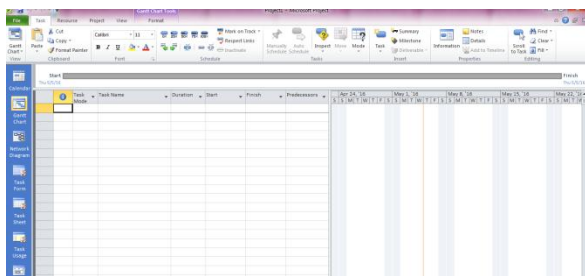 Gantt Chart Tools
Projects - Microsoft Project
File Task Resource Project View Format
Gantt Chart
Paste
Cut
Copy
Format Painter
Calibri 11
B I U
Mark on Track
Respect Links
Inactivate
Manually Schedule
Auto Schedule
Inspect
Move
Mode
Task
Summary
Milestone
Deliverable
Information
Notes
Details
Add to Timeline
Scroll to Task
Find
Clear
Fill
View Clipboard Font Schedule Tasks Insert Properties Editing
Start
Finish
Calendar
Gantt Chart
Network Diagram
Task Form
Task Sheet
Task Usage
Task Mode Task Name Duration Start Finish Predecessors
Apr 24, '16 May 1, '16 May 8, '16 May 15, '16 May 22, '16
S S M T W T F S S M T W T F S S M T W T F S S M T W T F S S M T W